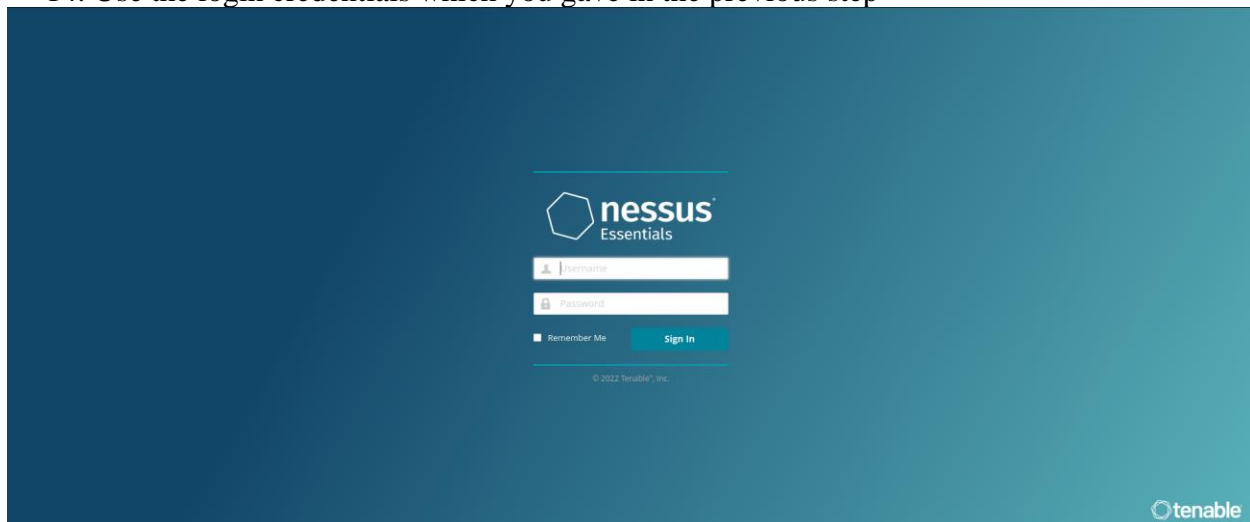 14. Use the login credentials which you gave in the previous step
nessus
Essentials
Username
Password
Remember Me
Sign In
© 2022 Tenable®, Inc.
tenable